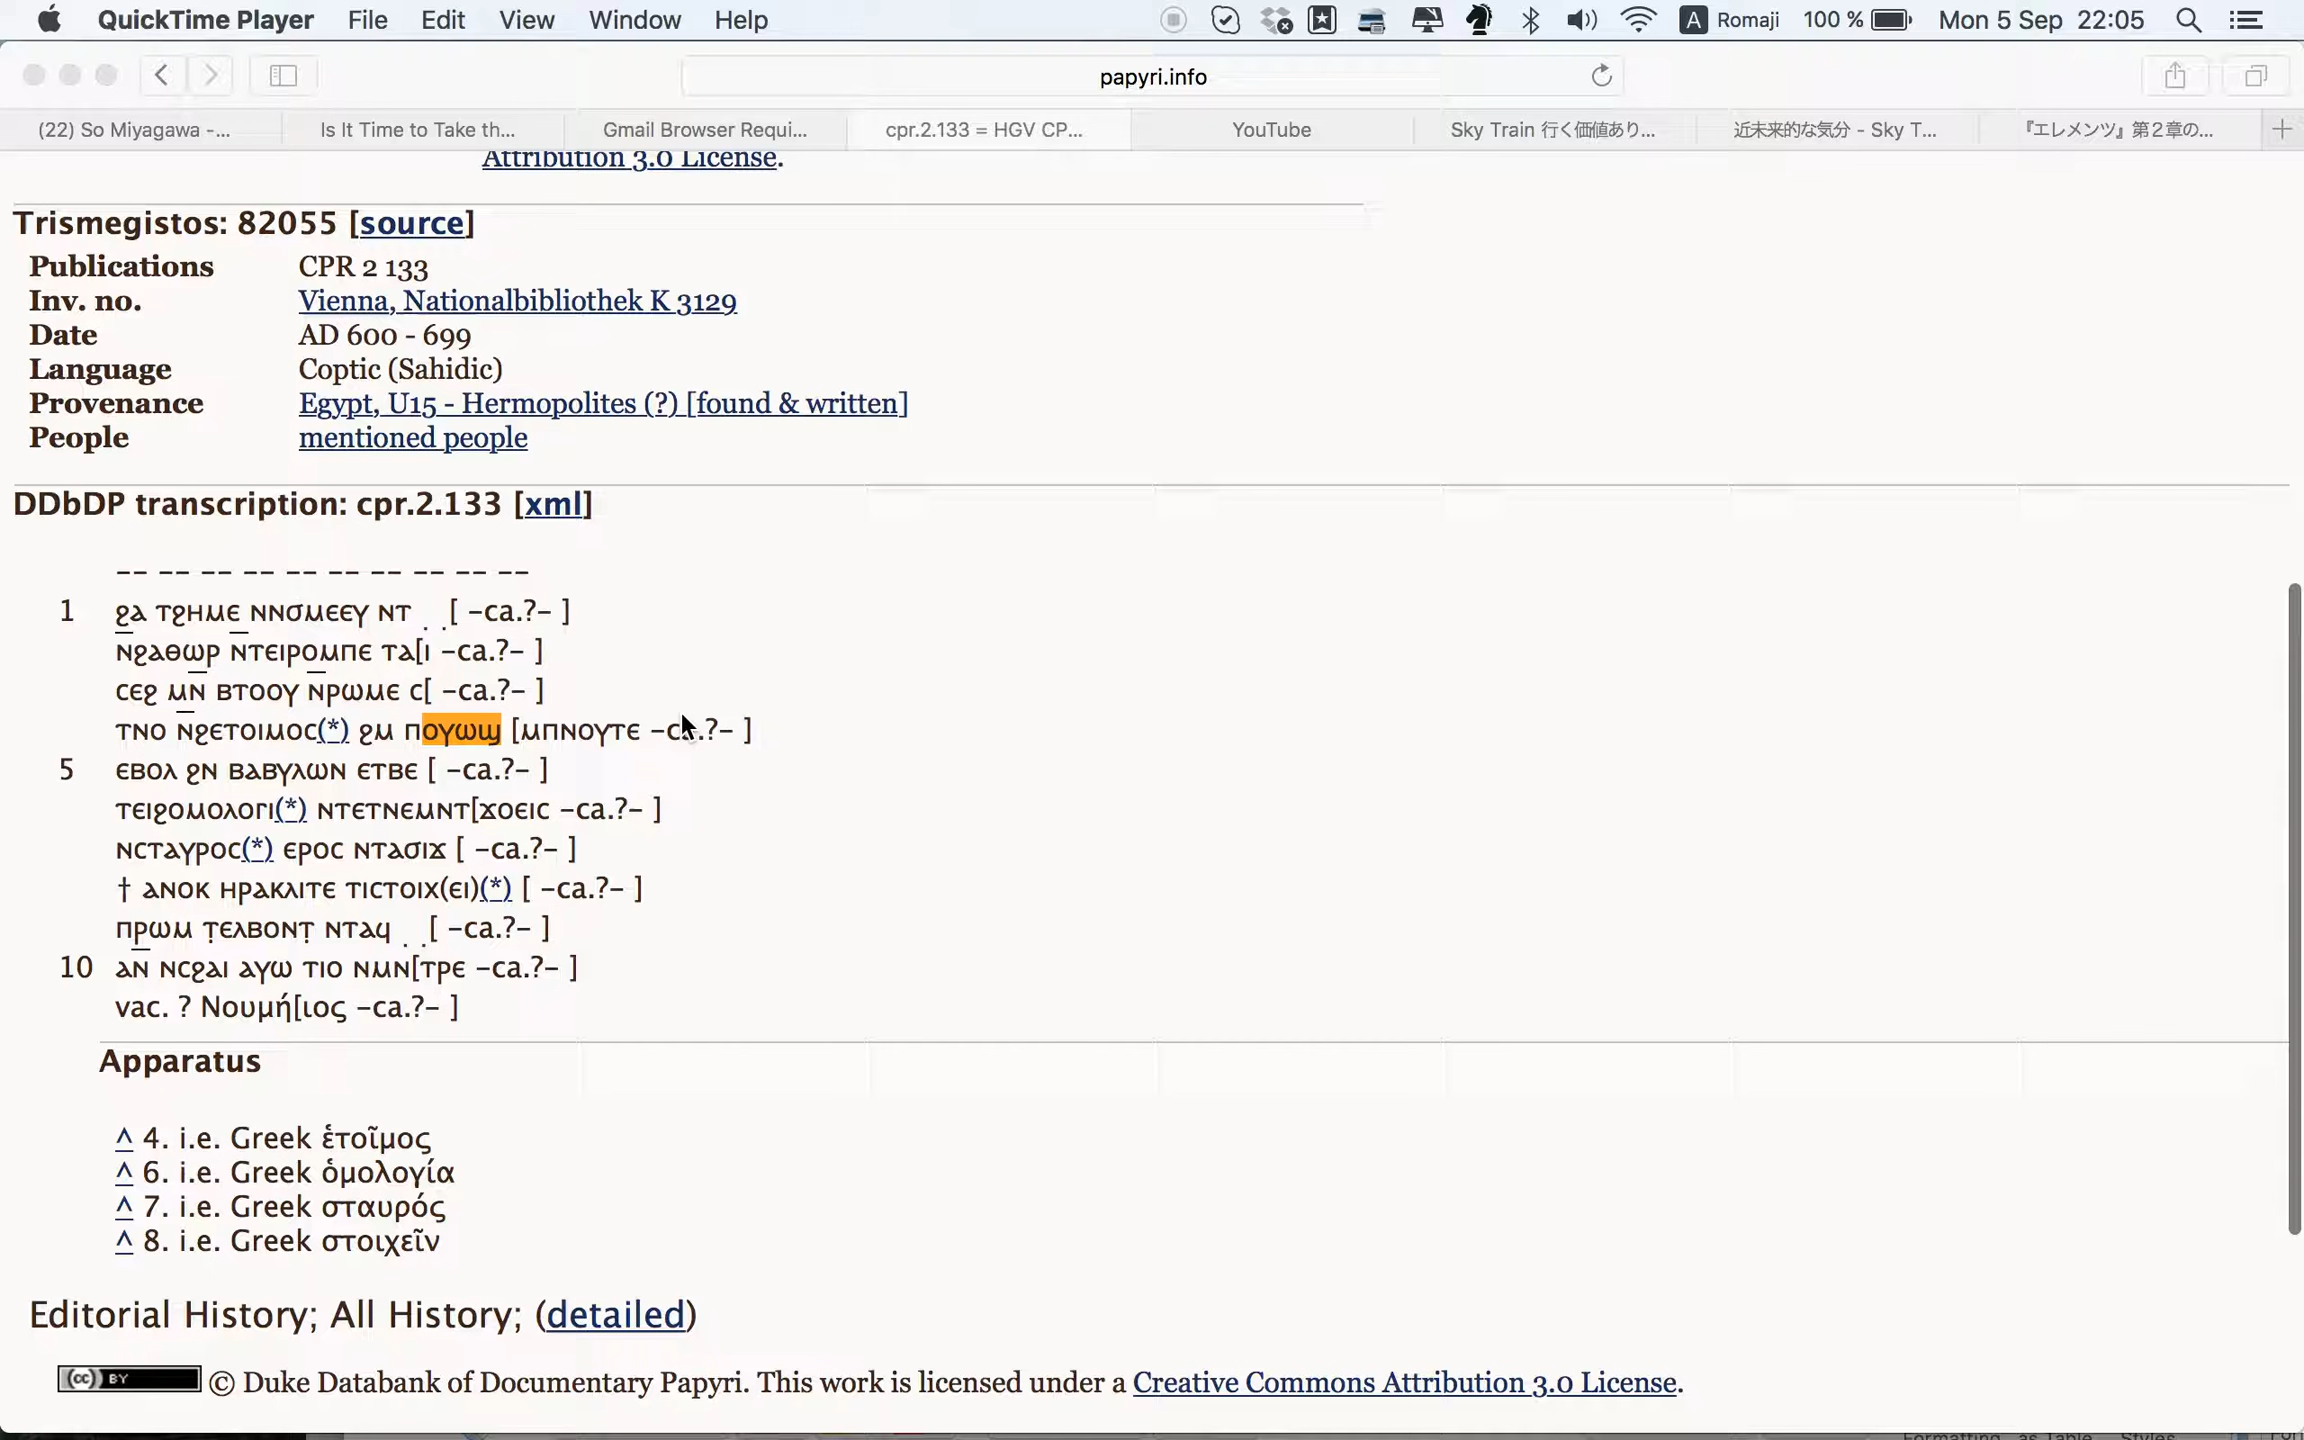 QuickTime Player File Edit View Window Help A Romaji 100 % Mon 5 Sep 22:05
papyri.info
(22) So Miyagawa -... Is It Time to Take th... Gmail Browser Requi... cpr.2.133 = HGV CP... YouTube Sky Train 行く価値あり... 近未来的な気分 - Sky T... 『エレメンツ』第2章の...
Attribution 3.0 License.
Trismegistos: 82055 [source]
Publications CPR 2 133
Inv. no. Vienna, Nationalbibliothek K 3129
Date AD 600 - 699
Language Coptic (Sahidic)
Provenance Egypt, U15 - Hermopolites (?) [found & written]
People mentioned people
DDbDP transcription: cpr.2.133 [xml]
-- -- -- -- -- -- -- -- -- --
1 ϩⲁ ⲧϩⲏⲙⲉ ⲛⲛϭⲙⲉⲉⲩ ⲛⲧ ̣ ̣[ -ca.?- ]
ⲛϩⲁⲑⲱⲣ ⲛ̅ⲧⲉⲓⲣⲟⲙⲡⲉ ⲧⲁ[ⲓ -ca.?- ]
ⲥⲉϩ ⲙⲛ̅ ⲃⲧⲟⲟⲩ ⲛ̅ⲣⲱⲙⲉ ⲥ[ -ca.?- ]
ⲧⲛⲟ ⲛ̅ϩⲉⲧⲟⲓⲙⲟⲥ(*) ϩⲙ ⲡⲟⲩⲱϣ [ⲙⲡⲛⲟⲩⲧⲉ -ca.?- ]
5 ⲉⲃⲟⲗ ϩⲛ ⲃⲁⲃⲩⲗⲱⲛ ⲉⲧⲃⲉ [ -ca.?- ]
ⲧⲉⲓϩⲟⲙⲟⲗⲟⲅⲓ(*) ⲛⲧⲉⲧⲛⲉⲙⲛⲧ[ϫⲟⲉⲓⲥ -ca.?- ]
ⲛⲥⲧⲁⲩⲣⲟⲥ(*) ⲉⲣⲟⲥ ⲛⲧⲁϭⲓϫ [ -ca.?- ]
† ⲁⲛⲟⲕ ⲏⲣⲁⲕⲗⲓⲧⲉ ⲧⲓⲥⲧⲟⲓⲭ(ⲉⲓ)(*) [ -ca.?- ]
ⲡⲣⲱⲙ ⲧ̣ⲉⲗⲃⲟⲛⲧ̣ ⲛⲧⲁϥ ̣ ̣[ -ca.?- ]
10 ⲁⲛ̅ ⲛⲥϩⲁⲓ ⲁⲩⲱ ⲧⲓⲟ ⲛⲙⲛ[ⲧⲣⲉ -ca.?- ]
vac. ? Νουμή[ιος -ca.?- ]
Apparatus
^ 4. i.e. Greek ἑτοῖμος
^ 6. i.e. Greek ὁμολογία
^ 7. i.e. Greek σταυρός
^ 8. i.e. Greek στοιχεῖν
Editorial History; All History; (detailed)
(cc) BY © Duke Databank of Documentary Papyri. This work is licensed under a Creative Commons Attribution 3.0 License.